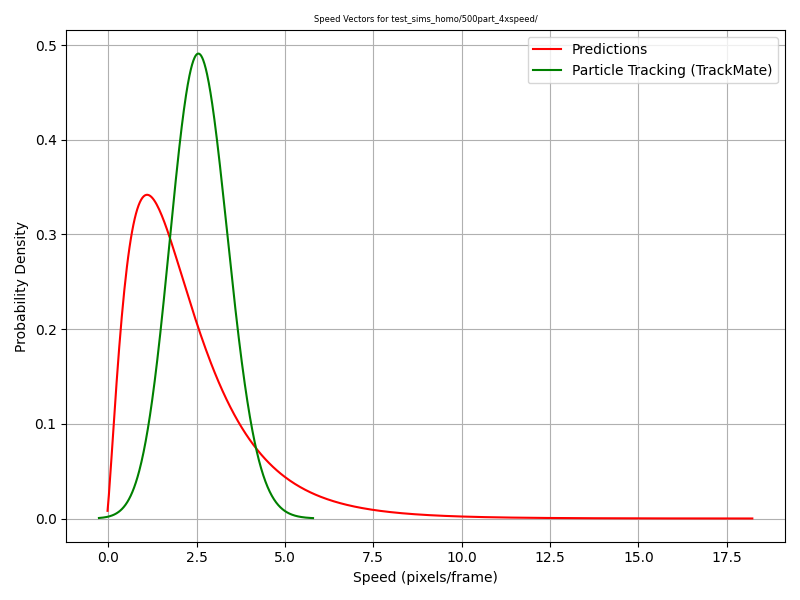 Speed Vectors for test_sims_homo/500part_4xspeed/
Predictions
Particle Tracking (TrackMate)
Probability Density
0.5
0.4
0.3
0.2
0.1
0.0
0.0 2.5 5.0 7.5 10.0 12.5 15.0 17.5
Speed (pixels/frame)